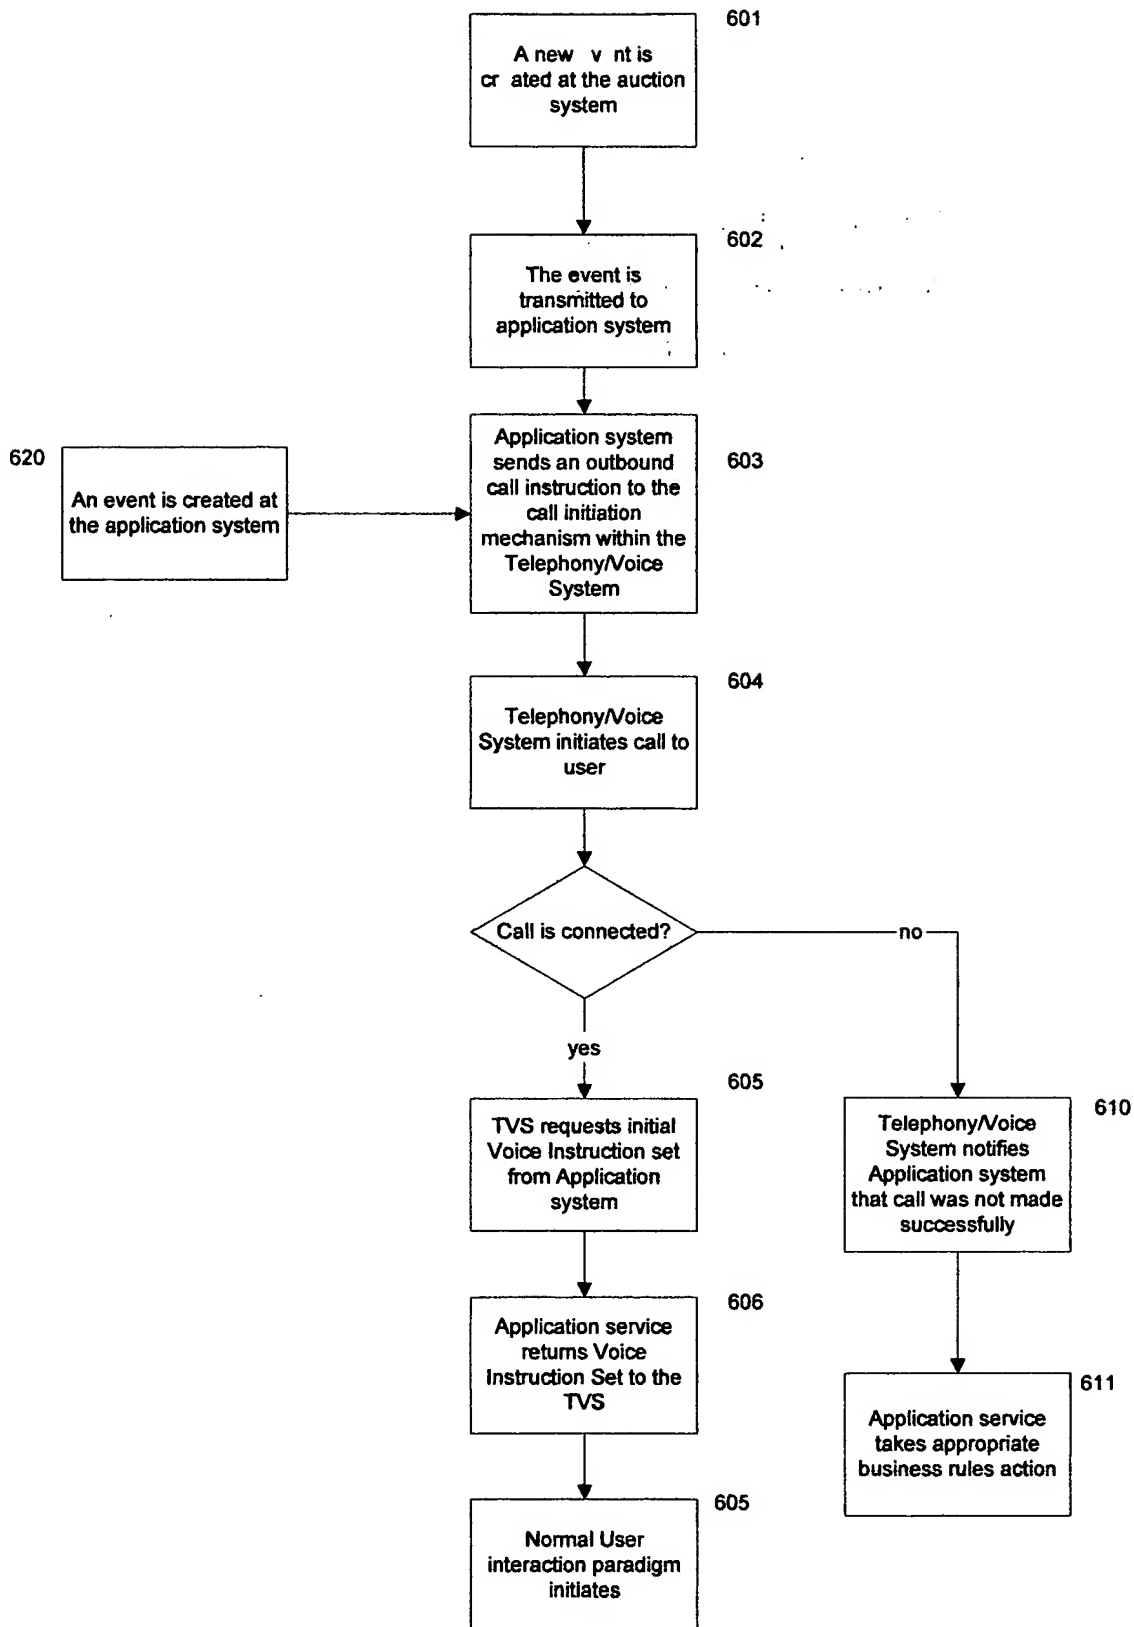 601
A new v nt is
cr ated at the auction
system
602
The event is
transmitted to
application system
620
An event is created at
the application system
603
Application system
sends an outbound
call instruction to the
call initiation
mechanism within the
Telephony/Voice
System
604
Telephony/Voice
System initiates call to
user
Call is connected?
no
yes
605
TVS requests initial
Voice Instruction set
from Application
system
610
Telephony/Voice
System notifies
Application system
that call was not made
successfully
606
Application service
returns Voice
Instruction Set to the
TVS
611
Application service
takes appropriate
business rules action
605
Normal User
interaction paradigm
initiates